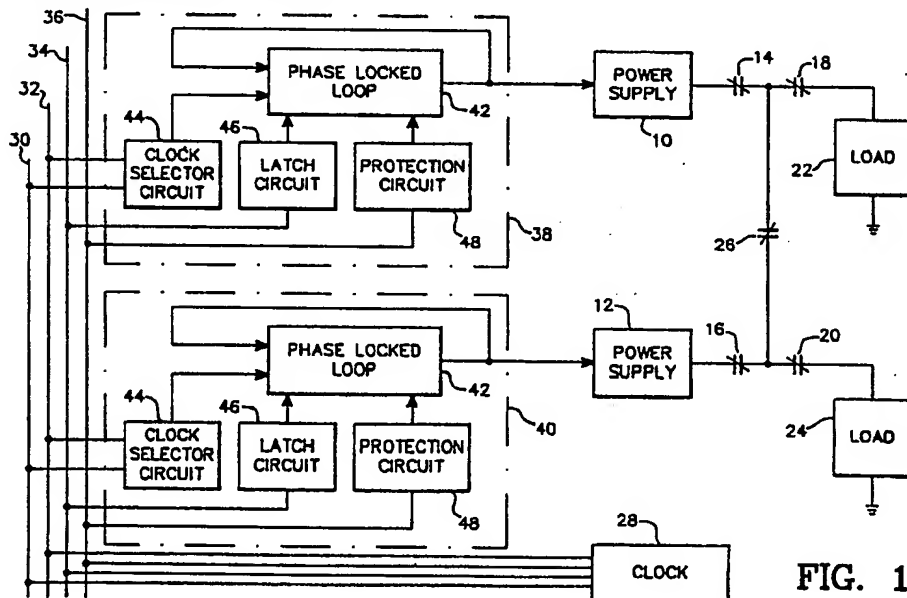 36
34
32
30
44
CLOCK
SELECTOR
CIRCUIT
46
LATCH
CIRCUIT
PHASE LOCKED
LOOP
42
PROTECTION
CIRCUIT
48
38
POWER
SUPPLY
10
14
18
22
LOAD
26
44
CLOCK
SELECTOR
CIRCUIT
46
LATCH
CIRCUIT
PHASE LOCKED
LOOP
42
PROTECTION
CIRCUIT
48
40
12
POWER
SUPPLY
16
20
24
LOAD
28
CLOCK
FIG. 1